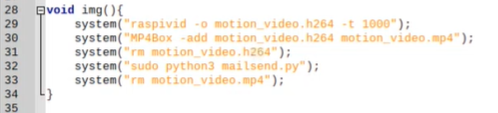 28 void img(){
29 system("raspivid -o motion_video.h264 -t 1000");
30 system("MP4Box -add motion_video.h264 motion_video.mp4");
31 system("rm motion_video.h264");
32 system("sudo python3 mailsend.py");
33 system("rm motion_video.mp4");
34 }
35